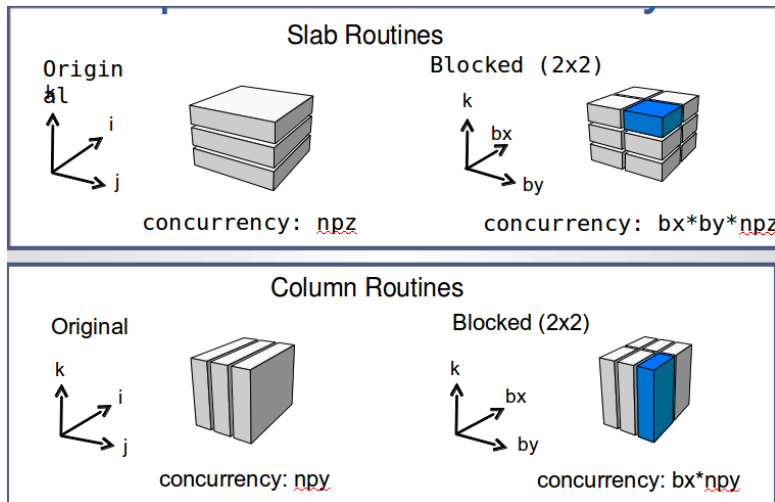 Slab Routines
Origin
al
Blocked (2x2)
k
i
j
k
bx
by
concurrency: npz
concurrency: bx*by*npz
Column Routines
Original
Blocked (2x2)
k
i
j
k
bx
by
concurrency: npy
concurrency: bx*npy